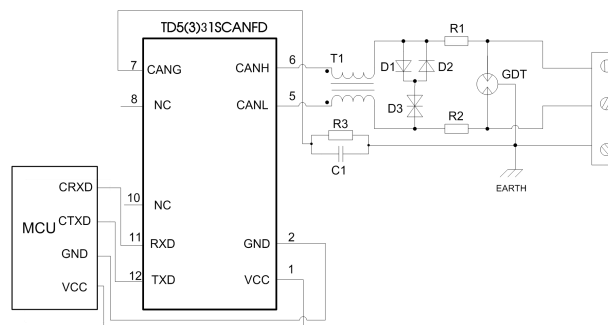 TD5(3)31SCANFD
7
CANG
CANH
6
8
NC
CANL
5
10
NC
11
RXD
GND
2
12
TXD
VCC
1
MCU
CRXD
CTXD
GND
VCC
T1
D1
D2
D3
R1
R2
GDT
R3
C1
EARTH